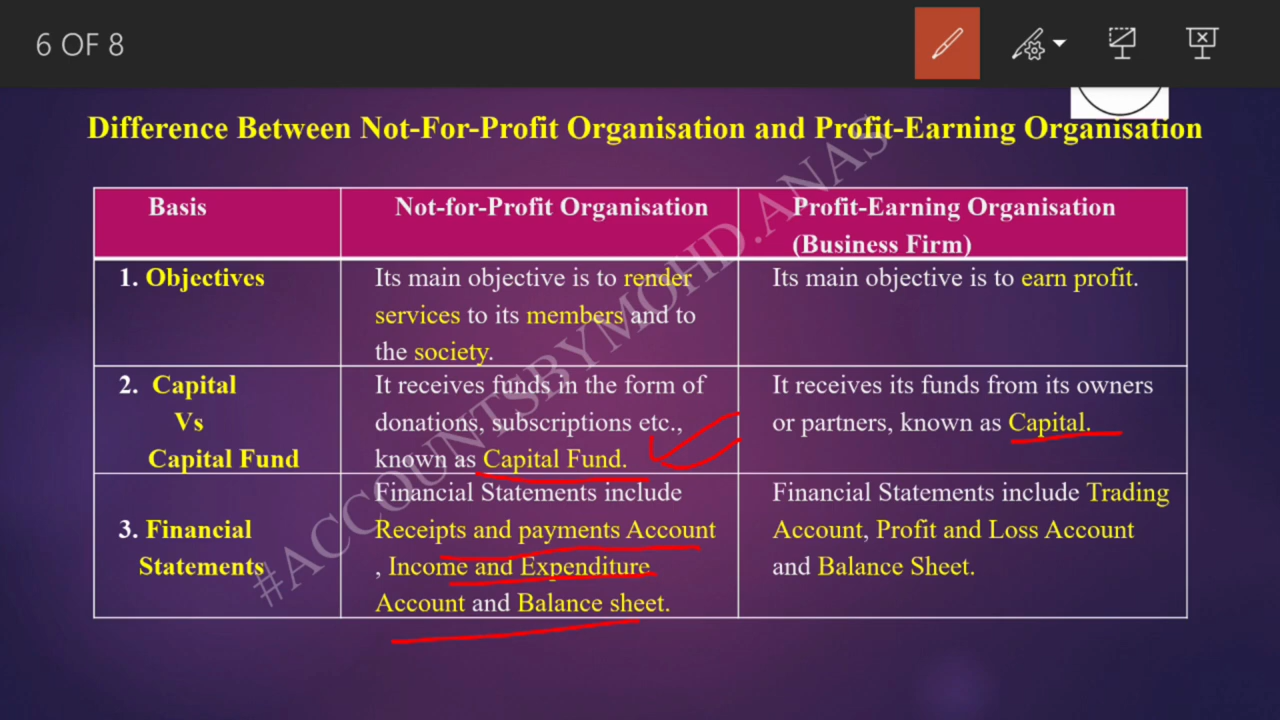 6 OF 8
Difference Between Not-For-Profit Organisation and Profit-Earning Organisation
Basis
Not-for-Profit Organisation
Profit-Earning Organisation
(Business Firm)
1. Objectives
Its main objective is to render
services to its members and to
the society.
Its main objective is to earn profit.
2. Capital
Vs
Capital Fund
It receives funds in the form of
donations, subscriptions etc.,
known as Capital Fund.
It receives its funds from its owners
or partners, known as Capital.
3. Financial
Statements
Financial Statements include
Receipts and payments Account
, Income and Expenditure
Account and Balance sheet.
Financial Statements include Trading
Account, Profit and Loss Account
and Balance Sheet.
#ACCOUNTSBYMOHD.ANAS